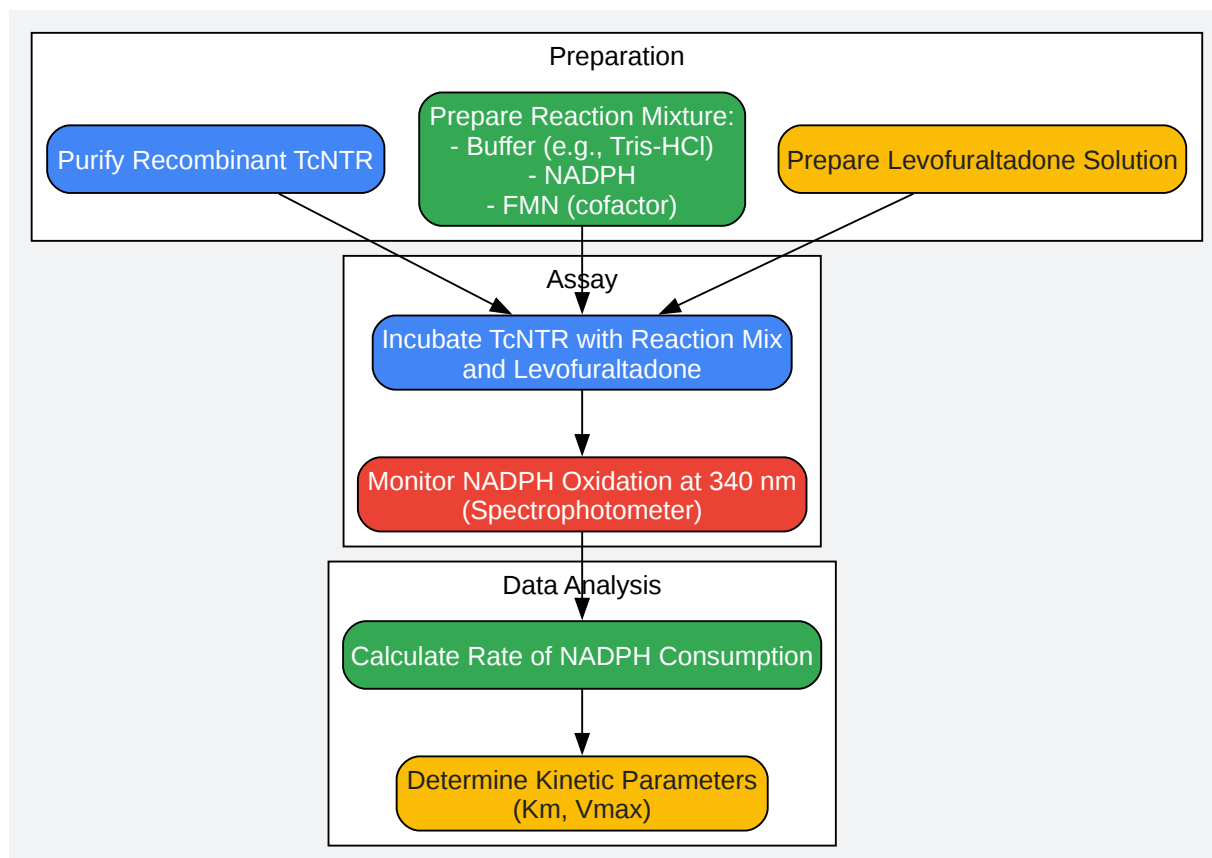 Preparation
Purify Recombinant TcNTR
Prepare Reaction Mixture:
- Buffer (e.g., Tris-HCl)
- NADPH
- FMN (cofactor)
Prepare Levofuraltadone Solution
Assay
Incubate TcNTR with Reaction Mix
and Levofuraltadone
Monitor NADPH Oxidation at 340 nm
(Spectrophotometer)
Data Analysis
Calculate Rate of NADPH Consumption
Determine Kinetic Parameters
(Km, Vmax)